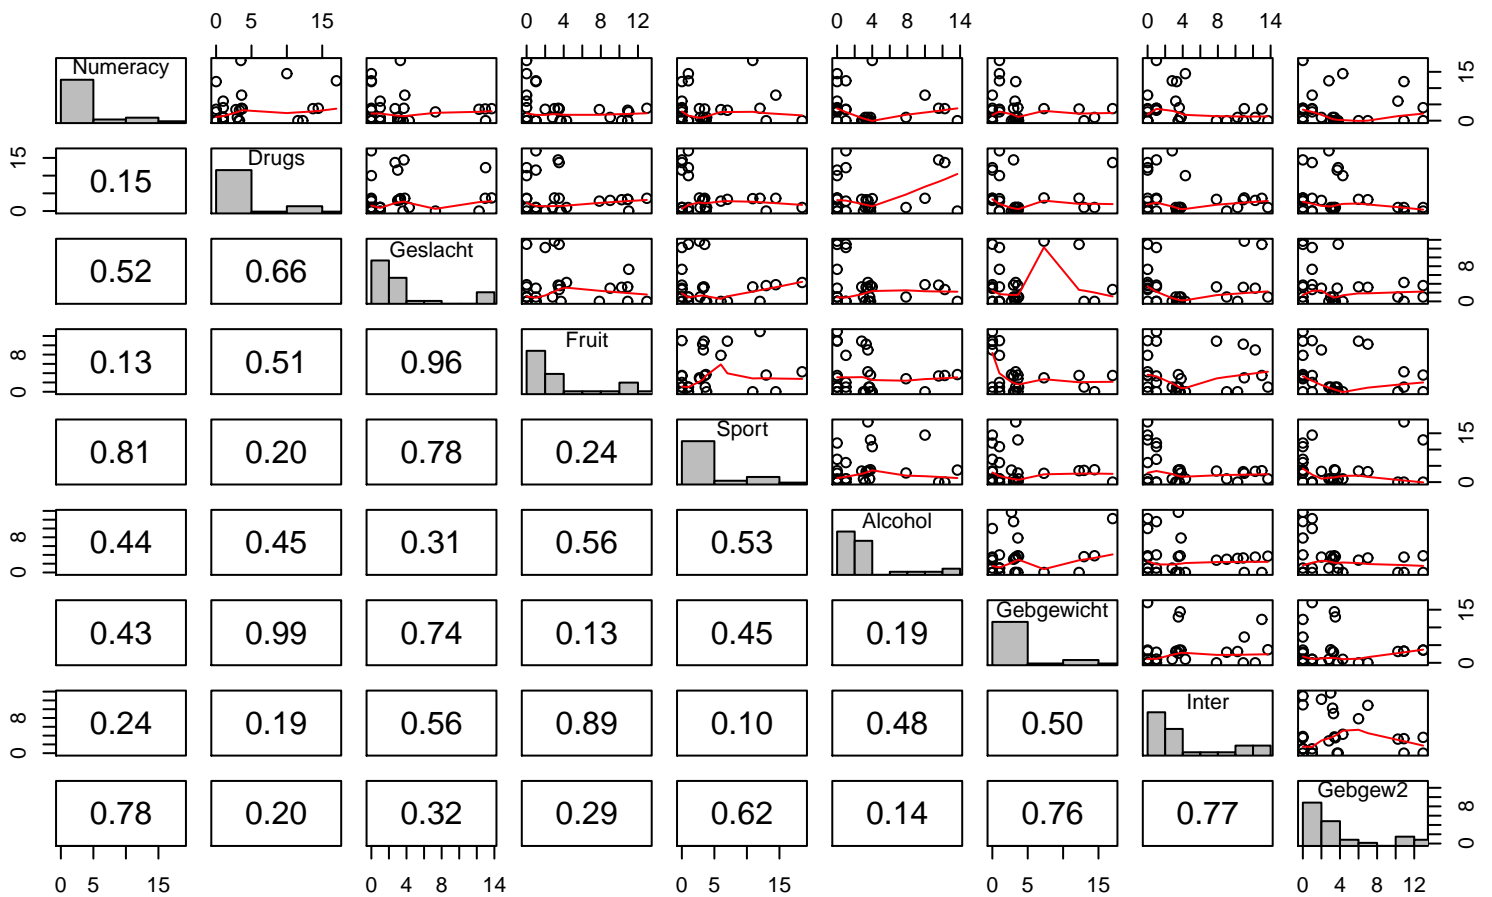 0 5 15 0 4 8 12 0 4 8 14 0 4 8 14
Numeracy 0 15
0 15 0.15 Drugs
0.52 0.66 Geslacht 0 8
0 8 0.13 0.51 0.96 Fruit
0.81 0.20 0.78 0.24 Sport 0 15
0 8 0.44 0.45 0.31 0.56 0.53 Alcohol
0.43 0.99 0.74 0.13 0.45 0.19 Gebgewicht 0 15
0 8 0.24 0.19 0.56 0.89 0.10 0.48 0.50 Inter
0.78 0.20 0.32 0.29 0.62 0.14 0.76 0.77 Gebgew2 0 8
0 5 15 0 4 8 14 0 5 15 0 5 15 0 4 8 12